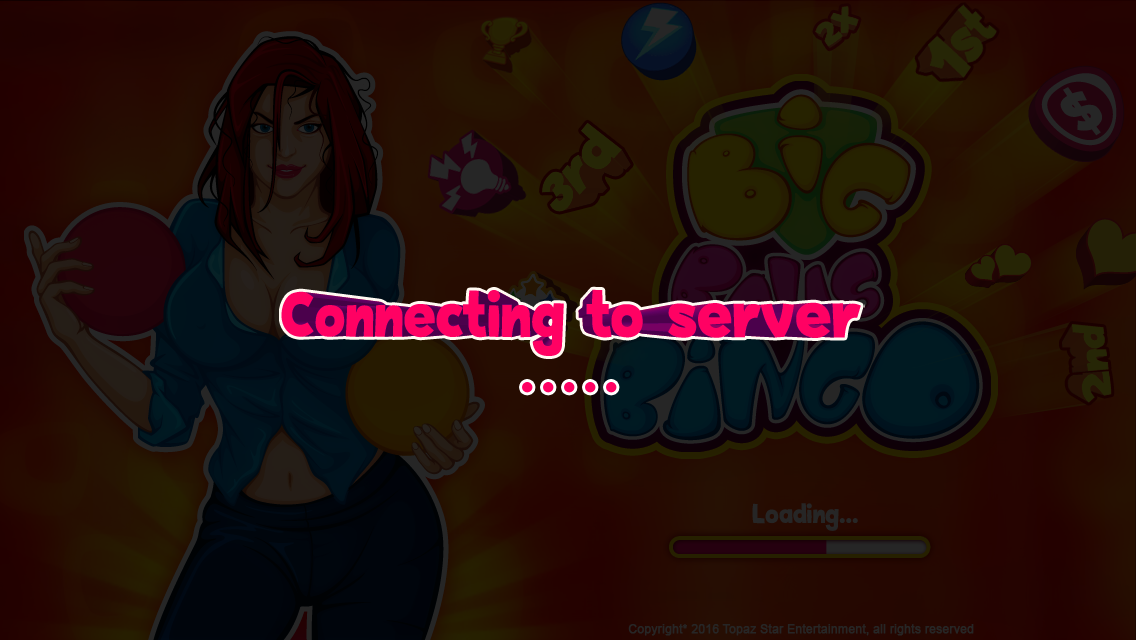 2x
1st
3rd
BiG
BALLS
BiNGO
2nd
$
Connecting to server
Loading...
Copyright® 2016 Topaz Star Entertainment, all rights reserved